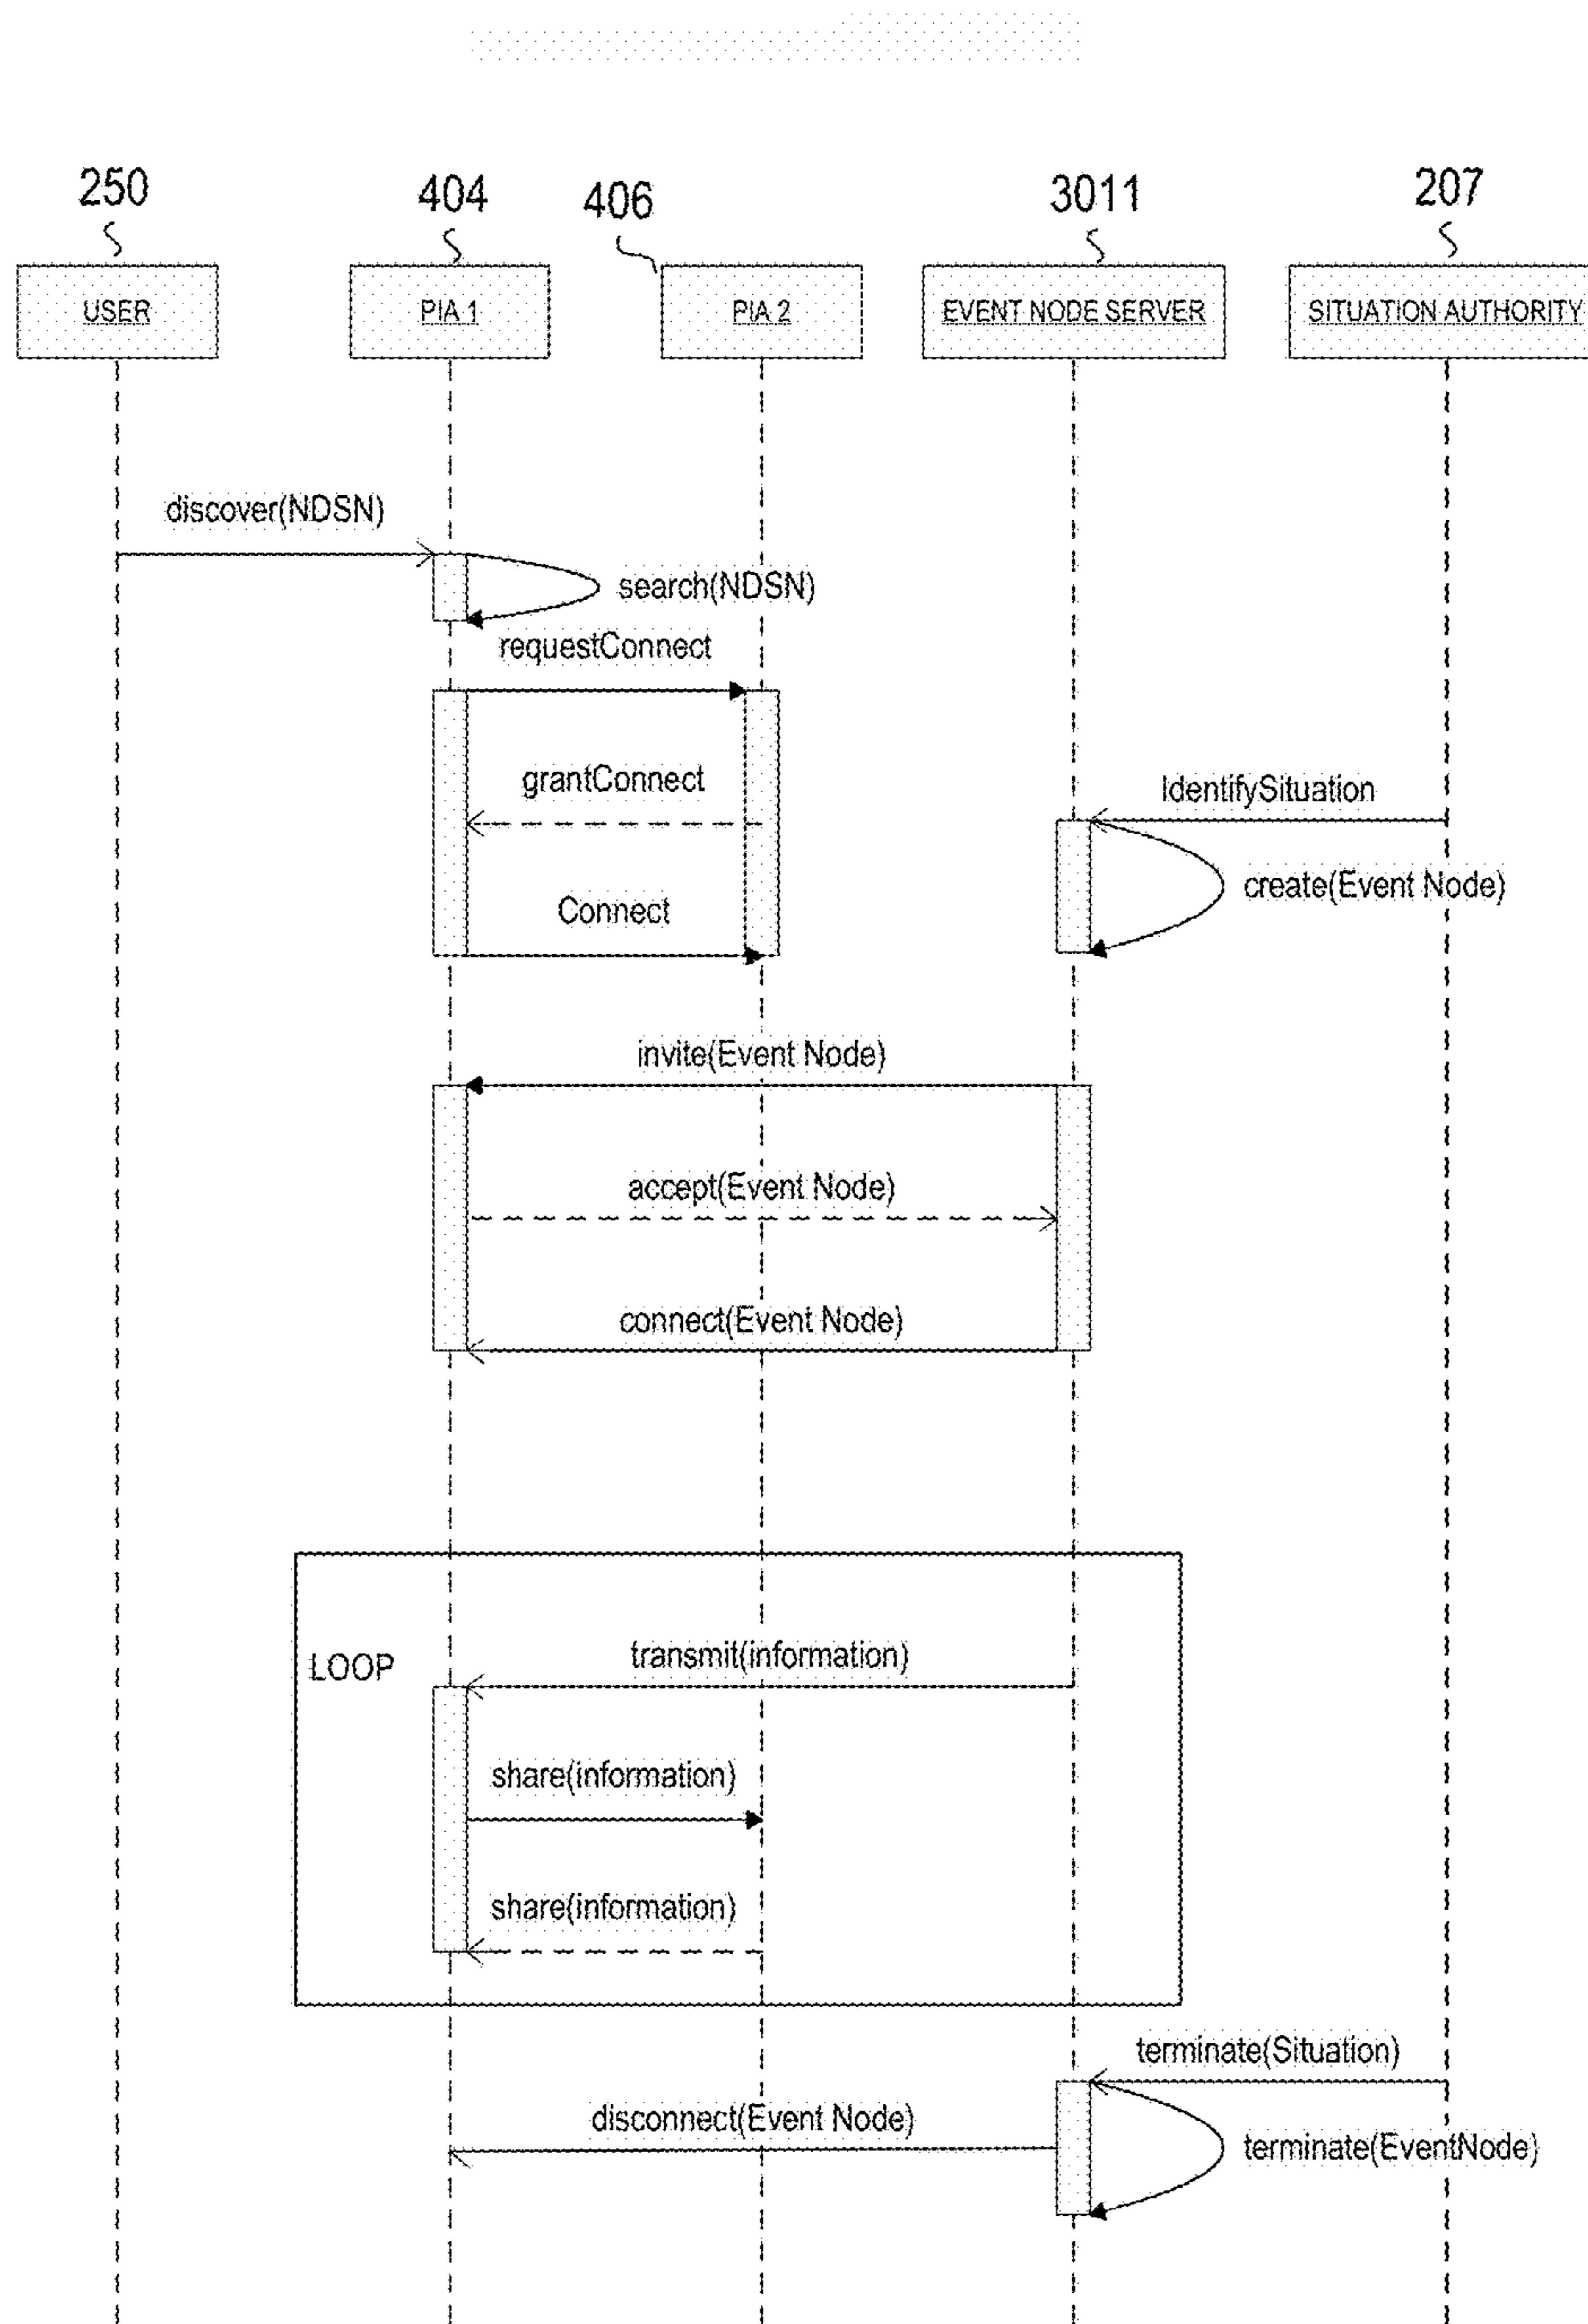 250
404
406
3011
207
USER
PIA 1
PIA 2
EVENT NODE SERVER
SITUATION AUTHORITY
discover(NDSN)
search(NDSN)
requestConnect
grantConnect
IdentifySituation
create(Event Node)
Connect
invite(Event Node)
accept(Event Node)
connect(Event Node)
LOOP
transmit(information)
share(information)
share(information)
terminate(Situation)
disconnect(Event Node)
terminate(EventNode)